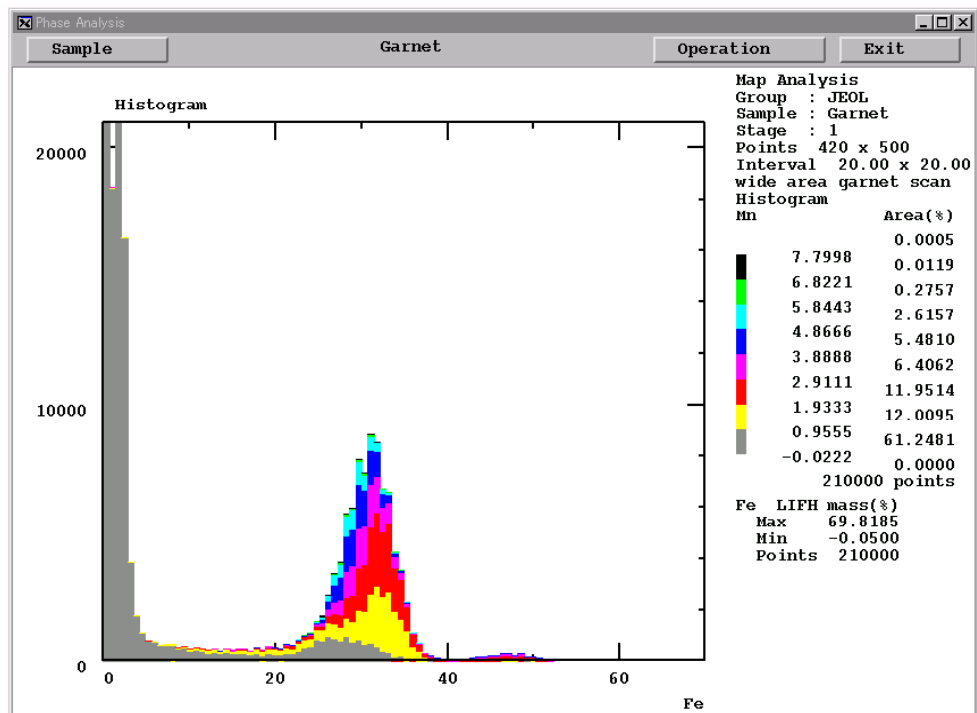 Phase Analysis
Sample
Garnet
Operation
Exit
Histogram
20000
10000
0
0
20
40
60
Fe
Map Analysis
Group : JEOL
Sample : Garnet
Stage : 1
Points 420 x 500
Interval 20.00 x 20.00
wide area garnet scan
Histogram
Mn Area(%)
0.0005
7.7998
0.0119
6.8221
0.2757
5.8443
2.6157
4.8666
5.4810
3.8888
6.4062
2.9111
11.9514
1.9333
12.0095
0.9555
61.2481
-0.0222
0.0000
210000 points
Fe LIFH mass(%)
Max 69.8185
Min -0.0500
Points 210000